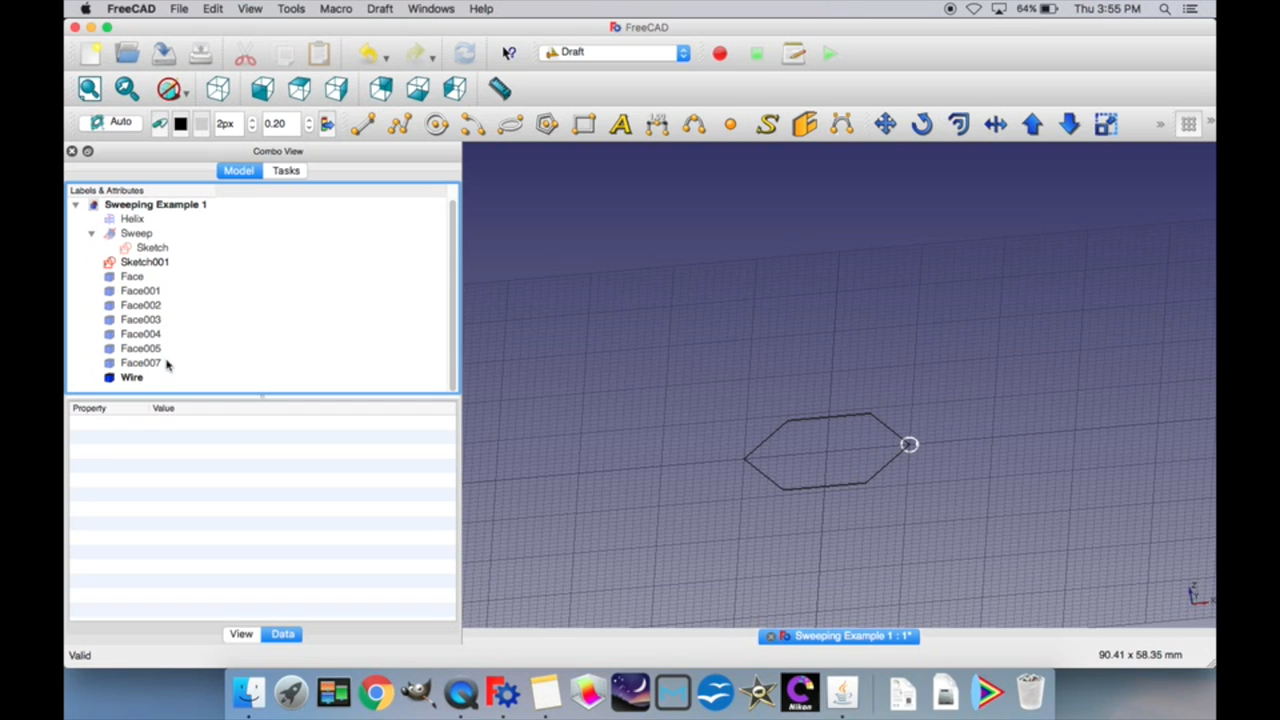 FreeCAD File Edit View Tools Macro Draft Windows Help 64% Thu 3:55 PM
FreeCAD
Draft
Auto 2px 0.20
Combo View
Model Tasks
Labels & Attributes
Sweeping Example 1
Helix
Sweep
Sketch
Sketch001
Face
Face001
Face002
Face003
Face004
Face005
Face007
Wire
Property Value
View Data
Sweeping Example 1 : 1*
Valid 90.41 x 58.35 mm
Nikon